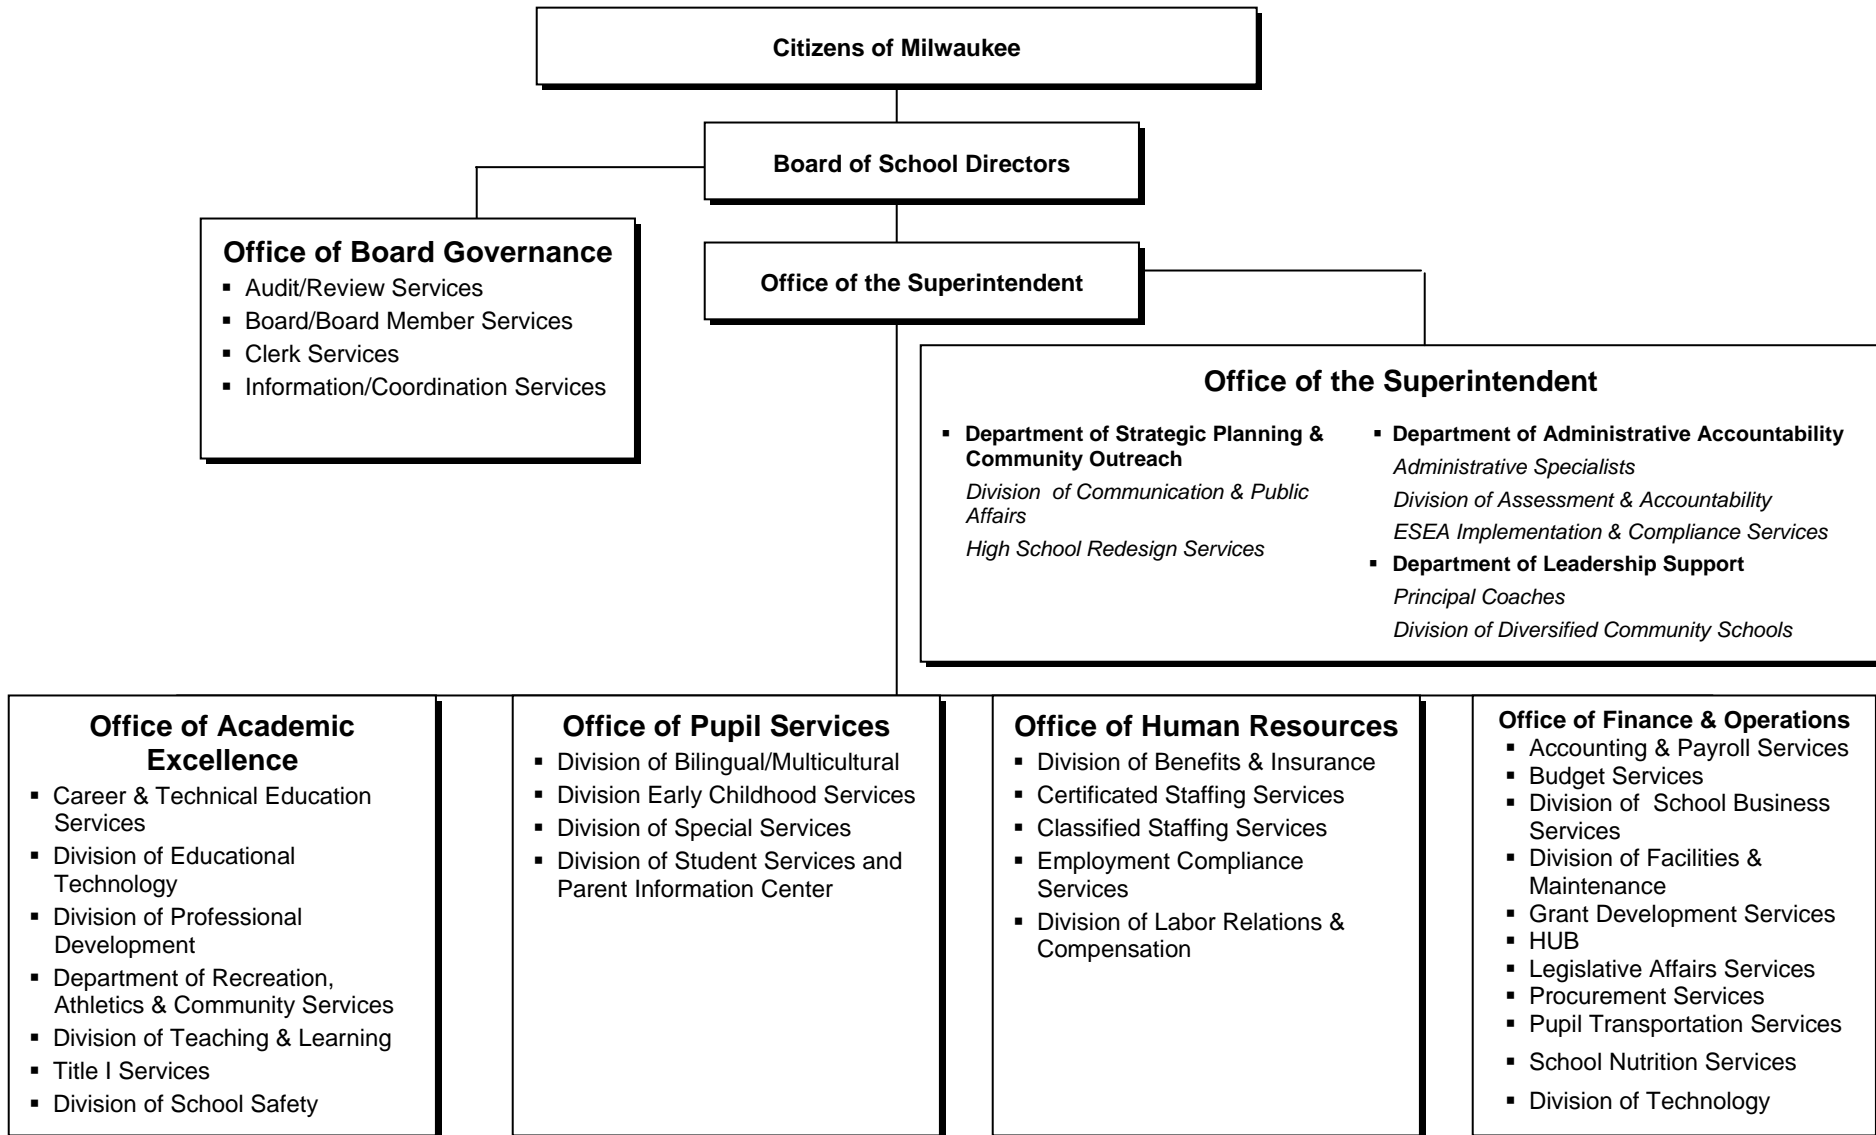 Citizens of Milwaukee
Board of School Directors
Office of Board Governance
▪ Audit/Review Services
▪ Board/Board Member Services
▪ Clerk Services
▪ Information/Coordination Services
Office of the Superintendent
Office of the Superintendent
▪ Department of Strategic Planning &
Community Outreach
Division  of Communication & Public
Affairs
High School Redesign Services
▪ Department of Administrative Accountability
Administrative Specialists
Division of Assessment & Accountability
ESEA Implementation & Compliance Services
▪ Department of Leadership Support
Principal Coaches
Division of Diversified Community Schools
Office of Academic
Excellence
▪ Career & Technical Education
Services
▪ Division of Educational
Technology
▪ Division of Professional
Development
▪ Department of Recreation,
Athletics & Community Services
▪ Division of Teaching & Learning
▪ Title I Services
▪ Division of School Safety
Office of Pupil Services
▪ Division of Bilingual/Multicultural
▪ Division Early Childhood Services
▪ Division of Special Services
▪ Division of Student Services and
Parent Information Center
Office of Human Resources
▪ Division of Benefits & Insurance
▪ Certificated Staffing Services
▪ Classified Staffing Services
▪ Employment Compliance
Services
▪ Division of Labor Relations &
Compensation
Office of Finance & Operations
▪ Accounting & Payroll Services
▪ Budget Services
▪ Division of  School Business
Services
▪ Division of Facilities &
Maintenance
▪ Grant Development Services
▪ HUB
▪ Legislative Affairs Services
▪ Procurement Services
▪ Pupil Transportation Services
▪ School Nutrition Services
▪ Division of Technology